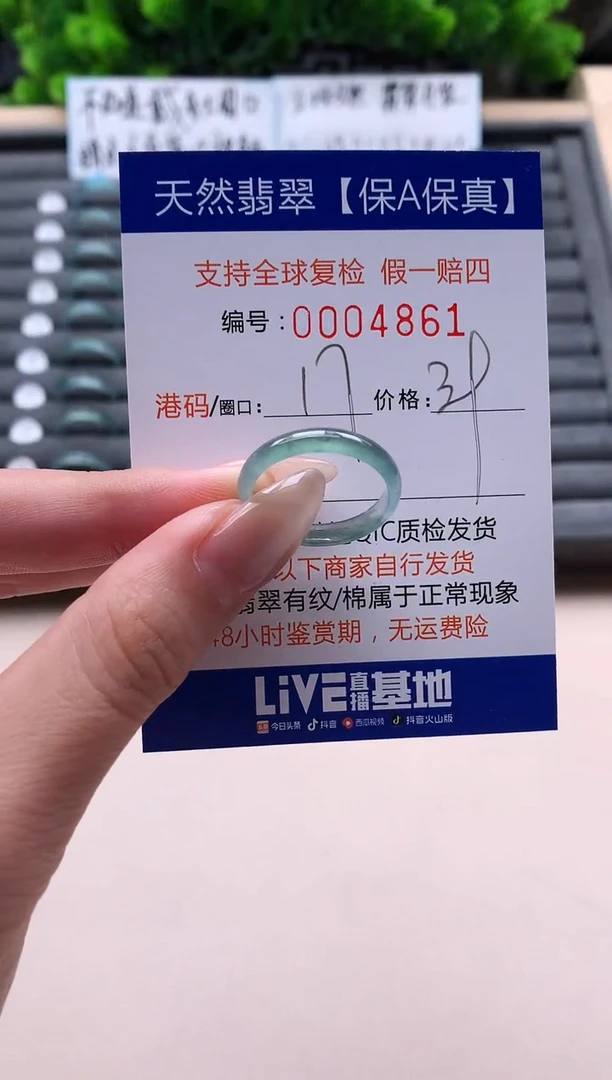 天然翡翠【保A保真】
支持全球复检 假一赔四
编号:0004861
港码/圈口: 17 价格:39
QTC质检发货
以下商家自行发货
翡翠有纹/棉属于正常现象
48小时鉴赏期，无运费险
LiVE直播基地
今日头条 抖音 西瓜视频 抖音火山版